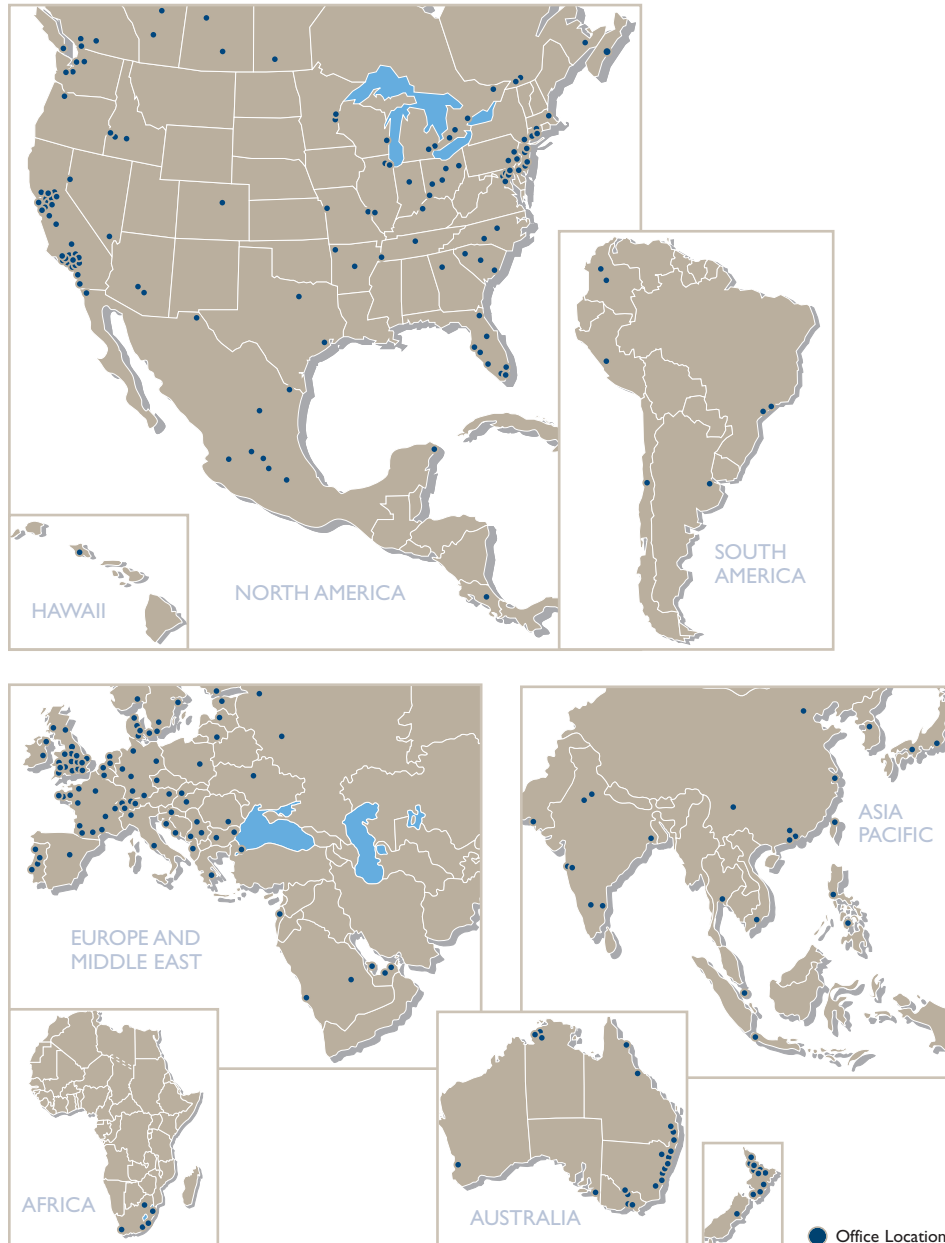 SOUTH
AMERICA
NORTH AMERICA
HAWAII
ASIA
PACIFIC
EUROPE AND
MIDDLE EAST
AFRICA
AUSTRALIA
Office Location